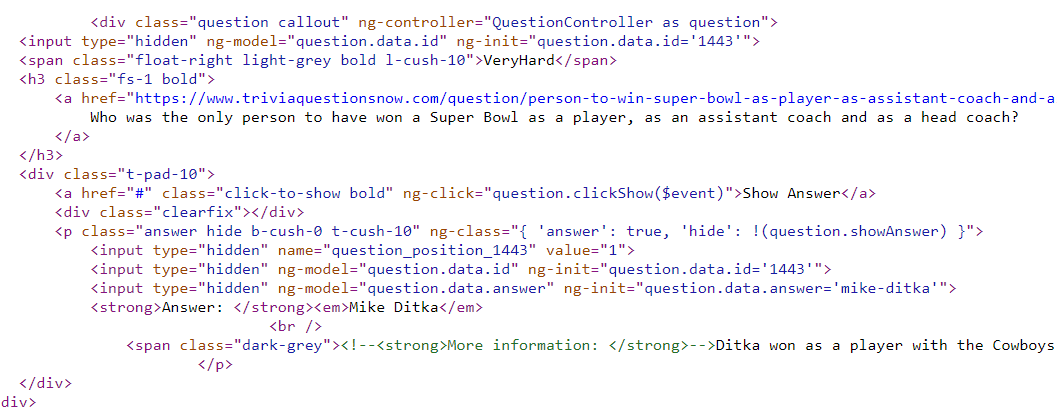 <div class="question callout" ng-controller="QuestionController as question">
<input type="hidden" ng-model="question.data.id" ng-init="question.data.id='1443'">
<span class="float-right light-grey bold l-cush-10">VeryHard</span>
<h3 class="fs-1 bold">
<a href="https://www.triviaquestionsnow.com/question/person-to-win-super-bowl-as-player-as-assistant-coach-and-a
Who was the only person to have won a Super Bowl as a player, as an assistant coach and as a head coach?
</a>
</h3>
<div class="t-pad-10">
<a href="#" class="click-to-show bold" ng-click="question.clickShow($event)">Show Answer</a>
<div class="clearfix"></div>
<p class="answer hide b-cush-0 t-cush-10" ng-class="{ 'answer': true, 'hide': !(question.showAnswer) }">
<input type="hidden" name="question_position_1443" value="1">
<input type="hidden" ng-model="question.data.id" ng-init="question.data.id='1443'">
<input type="hidden" ng-model="question.data.answer" ng-init="question.data.answer='mike-ditka'">
<strong>Answer: </strong><em>Mike Ditka</em>
<br />
<span class="dark-grey"><!--<strong>More information: </strong>-->Ditka won as a player with the Cowboys
</p>
</div>
div>